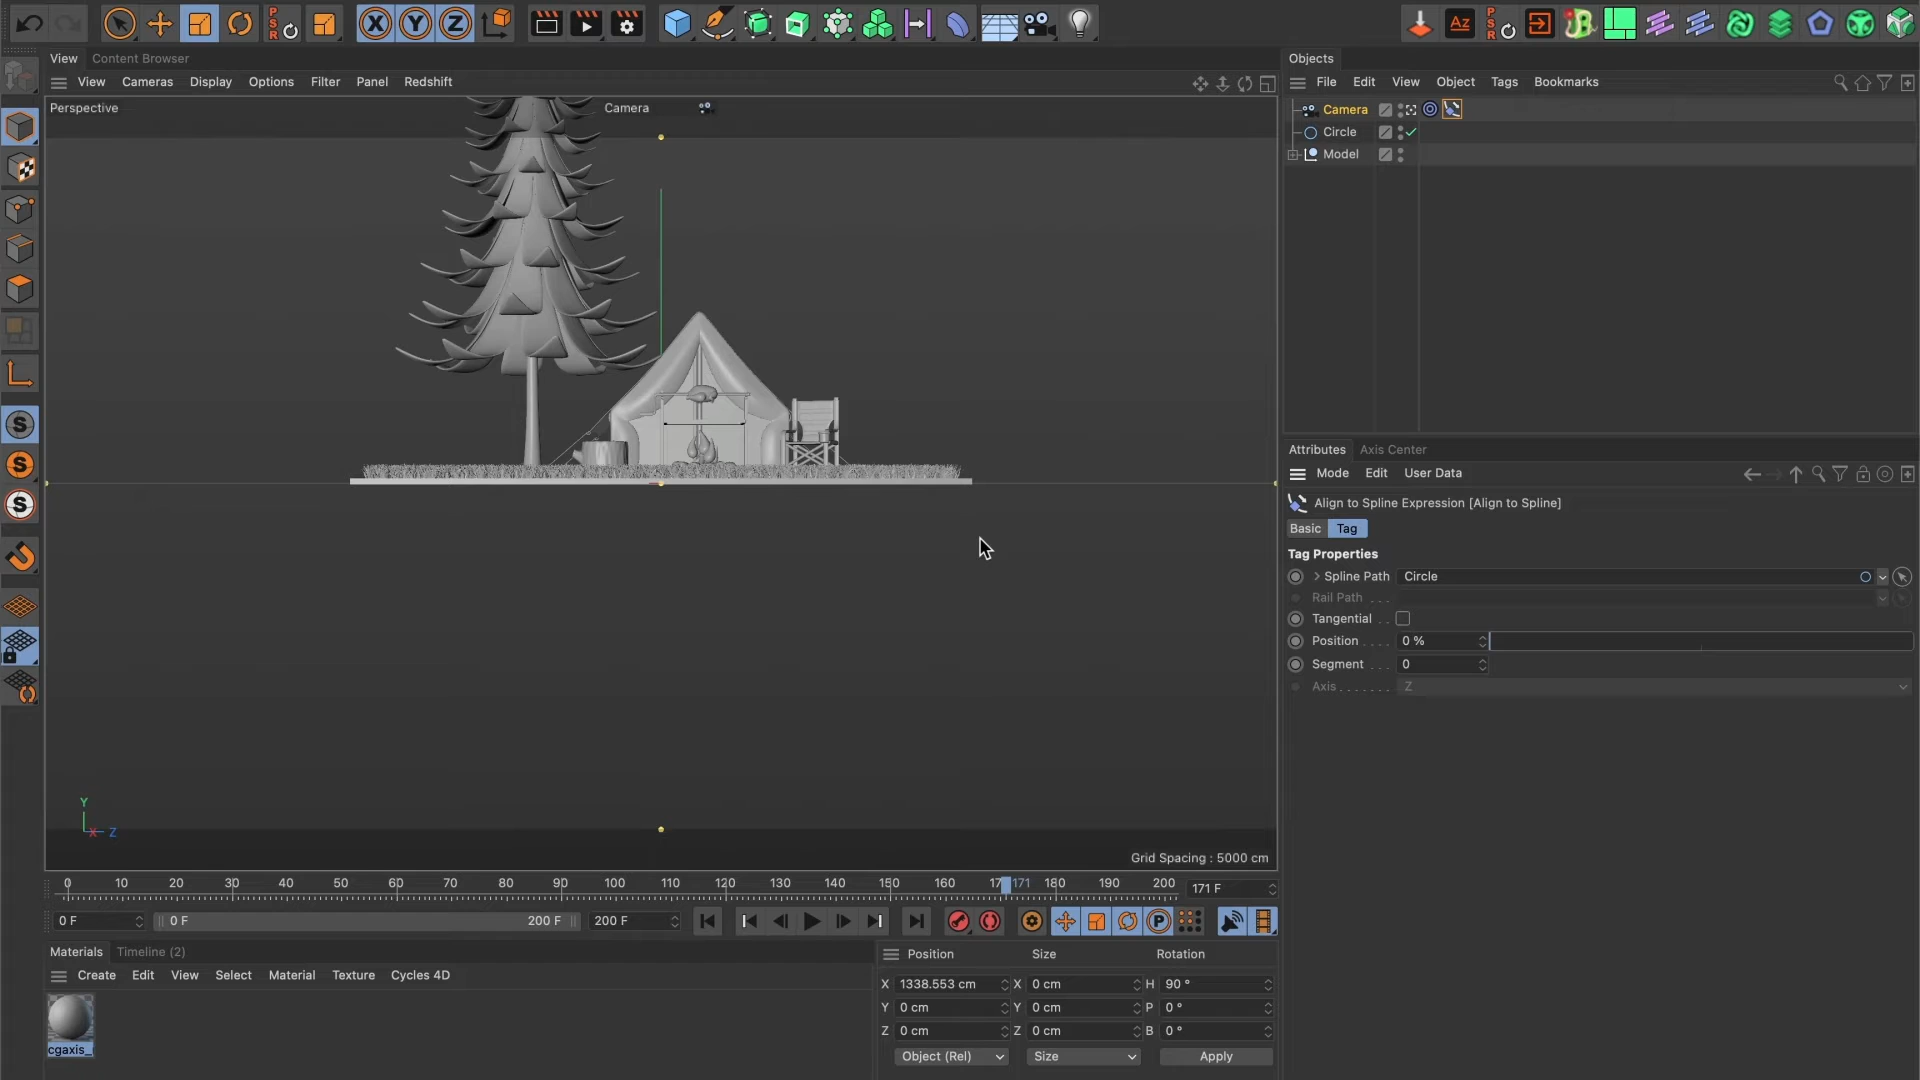 View
Content Browser
View
Cameras
Display
Options
Filter
Panel
Redshift
Perspective
Camera
Grid Spacing : 5000 cm
Y
X
Z
0
10
20
30
40
50
60
70
80
90
100
110
120
130
140
150
160
17
171
180
190
200
171 F
0 F
0 F
200 F
200 F
Materials
Timeline (2)
Create
Edit
View
Select
Material
Texture
Cycles 4D
cgaxis_
Position
Size
Rotation
X 1338.553 cm X 0 cm H 90 °
Y 0 cm Y 0 cm P 0 °
Z 0 cm Z 0 cm B 0 °
Object (Rel)
Size
Apply
Objects
File
Edit
View
Object
Tags
Bookmarks
Camera
Circle
Model
Attributes
Axis Center
Mode
Edit
User Data
Align to Spline Expression [Align to Spline]
Basic
Tag
Tag Properties
Spline Path Circle
Rail Path . . .
Tangential . .
Position . . . . 0 %
Segment . . . 0
Axis . . . . . . . Z
X
Y
Z
PSR
Az
PSR
S
S
S
P